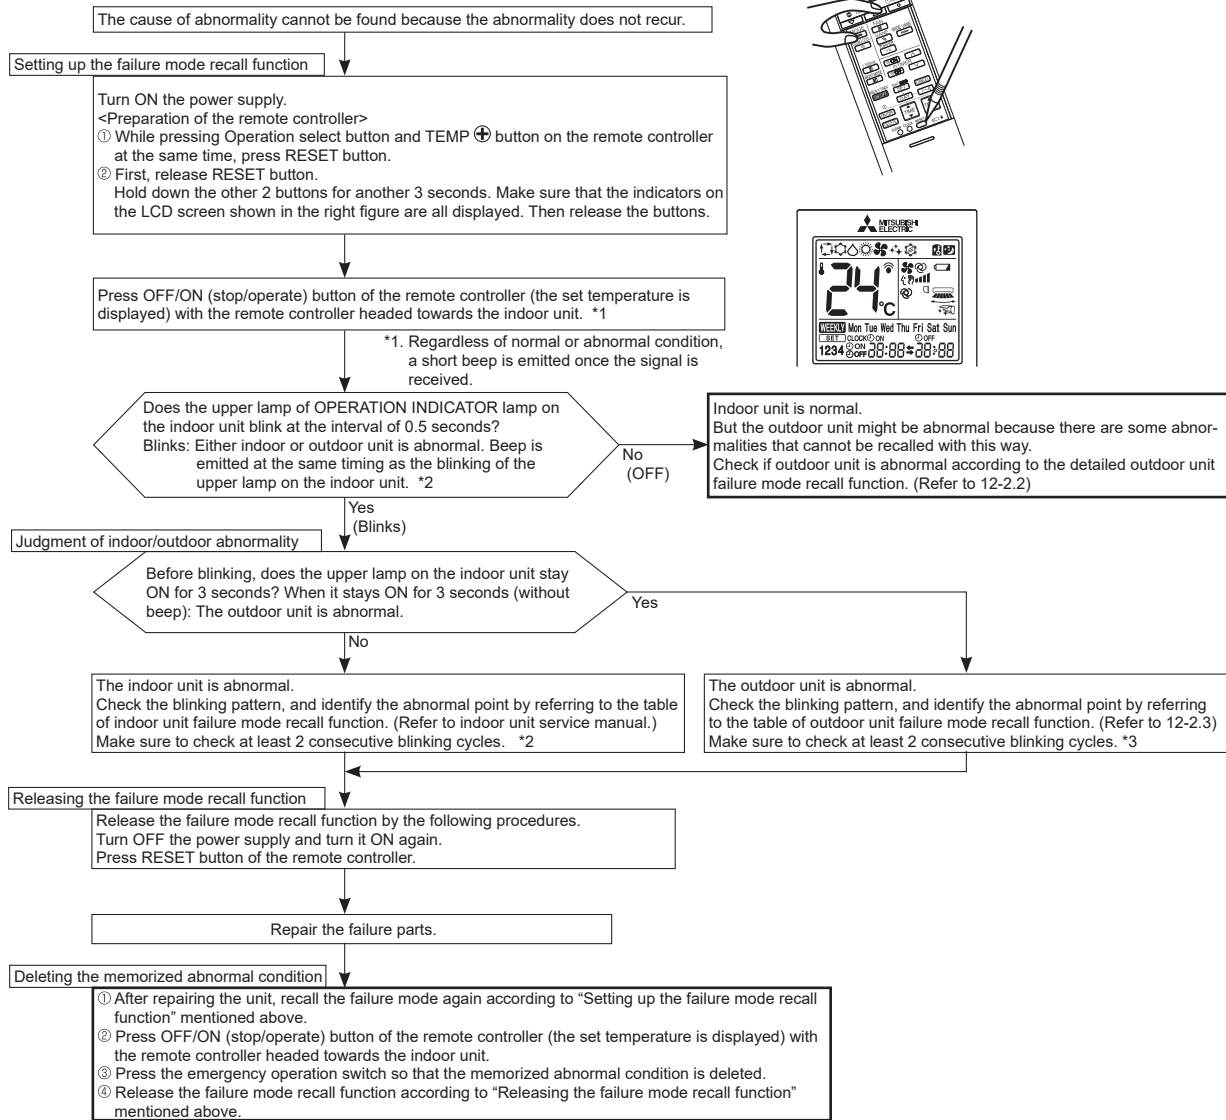 The cause of abnormality cannot be found because the abnormality does not recur.
Setting up the failure mode recall function
Turn ON the power supply.
<Preparation of the remote controller>
① While pressing Operation select button and TEMP ⊕ button on the remote controller
at the same time, press RESET button.
② First, release RESET button.
Hold down the other 2 buttons for another 3 seconds. Make sure that the indicators on
the LCD screen shown in the right figure are all displayed. Then release the buttons.
MITSUBISHI
ELECTRIC
24°C
WEEKLY Mon Tue Wed Thu Fri Sat Sun
SET CLOCK ON OFF
1234 ON OFF 88:88 88:88
Press OFF/ON (stop/operate) button of the remote controller (the set temperature is
displayed) with the remote controller headed towards the indoor unit. *1
*1. Regardless of normal or abnormal condition,
a short beep is emitted once the signal is
received.
Does the upper lamp of OPERATION INDICATOR lamp on
the indoor unit blink at the interval of 0.5 seconds?
Blinks: Either indoor or outdoor unit is abnormal. Beep is
emitted at the same timing as the blinking of the
upper lamp on the indoor unit. *2
No
(OFF)
Indoor unit is normal.
But the outdoor unit might be abnormal because there are some abnor-
malities that cannot be recalled with this way.
Check if outdoor unit is abnormal according to the detailed outdoor unit
failure mode recall function. (Refer to 12-2.2)
Yes
(Blinks)
Judgment of indoor/outdoor abnormality
Before blinking, does the upper lamp on the indoor unit stay
ON for 3 seconds? When it stays ON for 3 seconds (without
beep): The outdoor unit is abnormal.
Yes
No
The indoor unit is abnormal.
Check the blinking pattern, and identify the abnormal point by referring to the table
of indoor unit failure mode recall function. (Refer to indoor unit service manual.)
Make sure to check at least 2 consecutive blinking cycles. *2
The outdoor unit is abnormal.
Check the blinking pattern, and identify the abnormal point by referring
to the table of outdoor unit failure mode recall function. (Refer to 12-2.3)
Make sure to check at least 2 consecutive blinking cycles. *3
Releasing the failure mode recall function
Release the failure mode recall function by the following procedures.
Turn OFF the power supply and turn it ON again.
Press RESET button of the remote controller.
Repair the failure parts.
Deleting the memorized abnormal condition
① After repairing the unit, recall the failure mode again according to “Setting up the failure mode recall
function” mentioned above.
② Press OFF/ON (stop/operate) button of the remote controller (the set temperature is displayed) with
the remote controller headed towards the indoor unit.
③ Press the emergency operation switch so that the memorized abnormal condition is deleted.
④ Release the failure mode recall function according to “Releasing the failure mode recall function”
mentioned above.